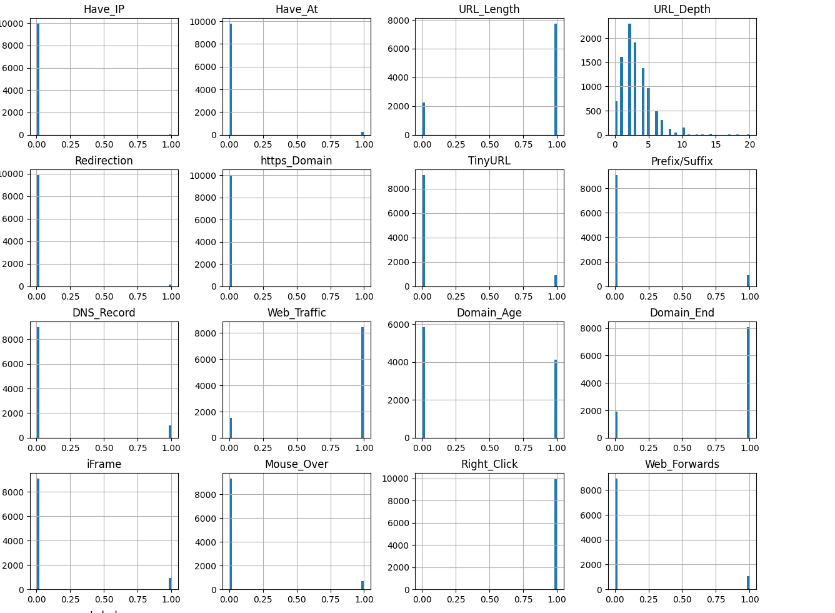 Have_IP Have_At URL_Length URL_Depth
10000 10000 8000 2000
8000 8000 6000 1500
6000 6000 4000 1000
4000 4000 2000 500
2000 2000 0 0
0 0
0.00 0.25 0.50 0.75 1.00 0.00 0.25 0.50 0.75 1.00 0.00 0.25 0.50 0.75 1.00 0 5 10 15 20
Redirection https_Domain TinyURL Prefix/Suffix
10000 10000 8000 8000
8000 8000 6000 6000
6000 6000 4000 4000
4000 4000 2000 2000
2000 2000 0 0
0 0
0.00 0.25 0.50 0.75 1.00 0.00 0.25 0.50 0.75 1.00 0.00 0.25 0.50 0.75 1.00 0.00 0.25 0.50 0.75 1.00
DNS_Record Web_Traffic Domain_Age Domain_End
8000 8000 6000 8000
6000 6000 4000 6000
4000 4000 2000 4000
2000 2000 0 2000
0 0 0
0.00 0.25 0.50 0.75 1.00 0.00 0.25 0.50 0.75 1.00 0.00 0.25 0.50 0.75 1.00 0.00 0.25 0.50 0.75 1.00
iFrame Mouse_Over Right_Click Web_Forwards
8000 8000 10000 8000
6000 6000 8000 6000
4000 4000 6000 4000
2000 2000 4000 2000
0 0 2000 0
0
0.00 0.25 0.50 0.75 1.00 0.00 0.25 0.50 0.75 1.00 0.00 0.25 0.50 0.75 1.00 0.00 0.25 0.50 0.75 1.00